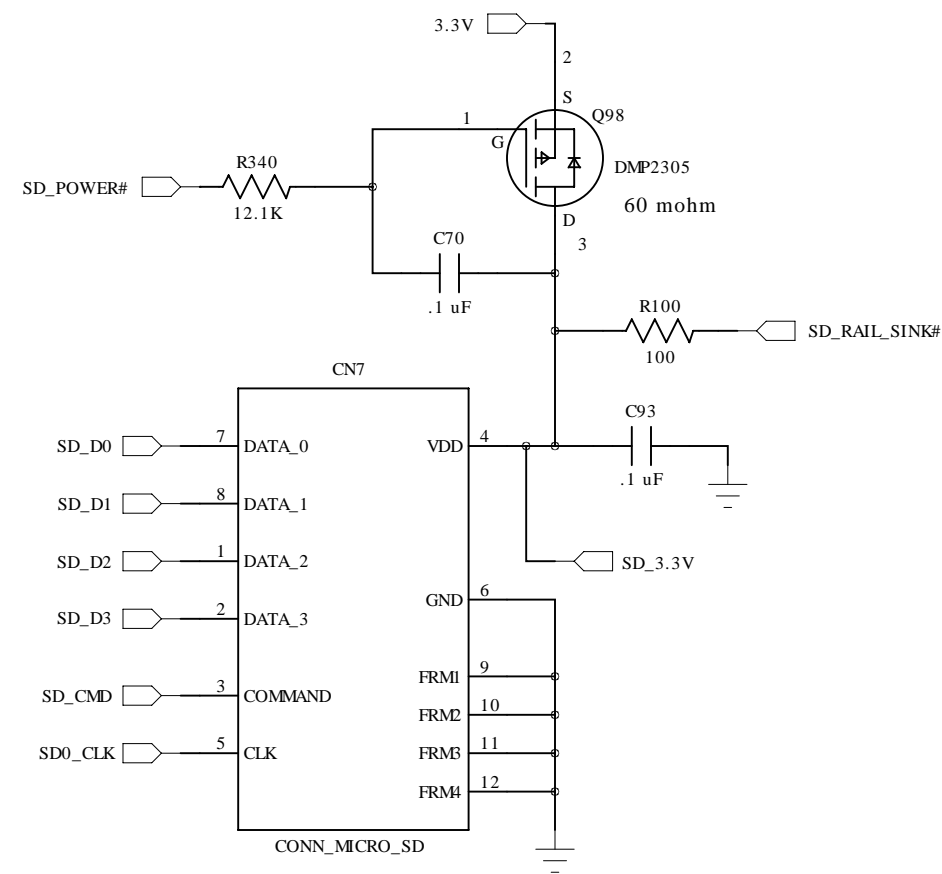 3.3V
2
S
1
Q98
G
R340
DMP2305
SD_POWER#
12.1K
60 mohm
D
C70
3
.1 uF
R100
SD_RAIL_SINK#
100
CN7
C93
SD_D0
7
DATA_0
VDD
4
.1 uF
SD_D1
8
DATA_1
SD_D2
1
DATA_2
SD_3.3V
GND
6
SD_D3
2
DATA_3
FRM1
9
SD_CMD
3
COMMAND
FRM2
10
SD0_CLK
5
CLK
FRM3
11
FRM4
12
CONN_MICRO_SD